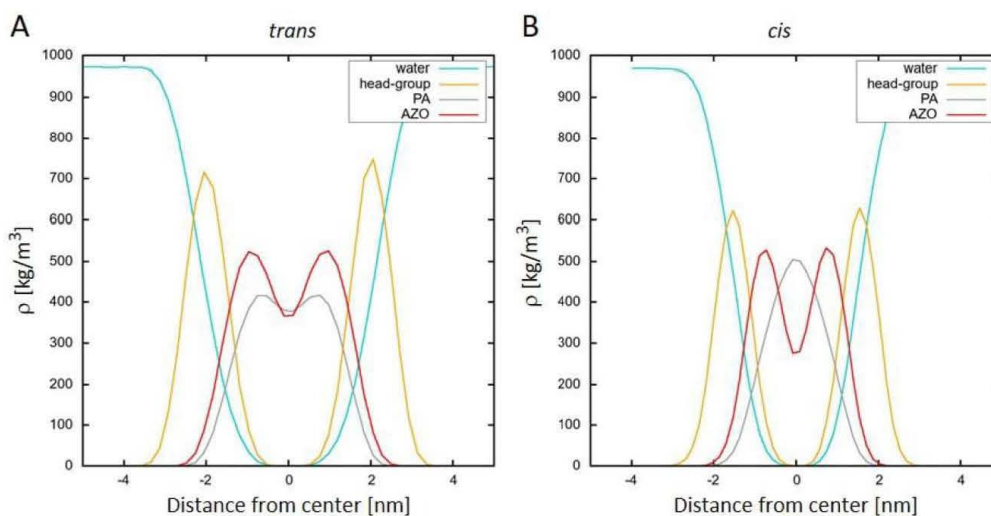 A
trans
1000
900
800
700
600
500
400
300
200
100
0
ρ [kg/m³]
water
head-group
PA
AZO
-4
-2
0
2
4
Distance from center [nm]
B
cis
1000
900
800
700
600
500
400
300
200
100
0
ρ [kg/m³]
water
head-group
PA
AZO
-4
-2
0
2
4
Distance from center [nm]